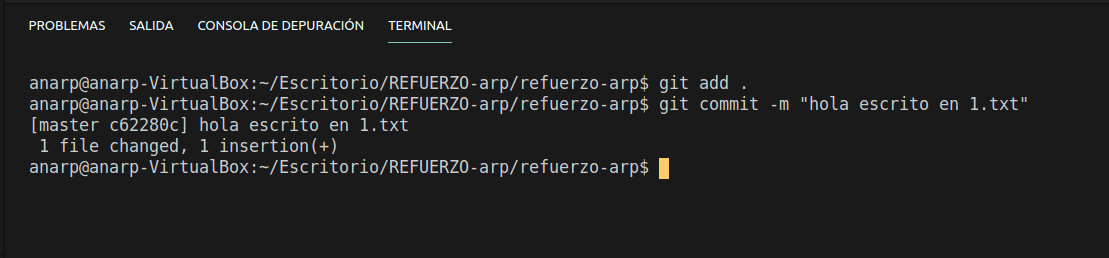 PROBLEMAS SALIDA CONSOLA DE DEPURACIÓN TERMINAL
anarp@anarp-VirtualBox:~/Escritorio/REFUERZO-arp/refuerzo-arp$ git add .
anarp@anarp-VirtualBox:~/Escritorio/REFUERZO-arp/refuerzo-arp$ git commit -m "hola escrito en 1.txt"
[master c62280c] hola escrito en 1.txt
 1 file changed, 1 insertion(+)
anarp@anarp-VirtualBox:~/Escritorio/REFUERZO-arp/refuerzo-arp$